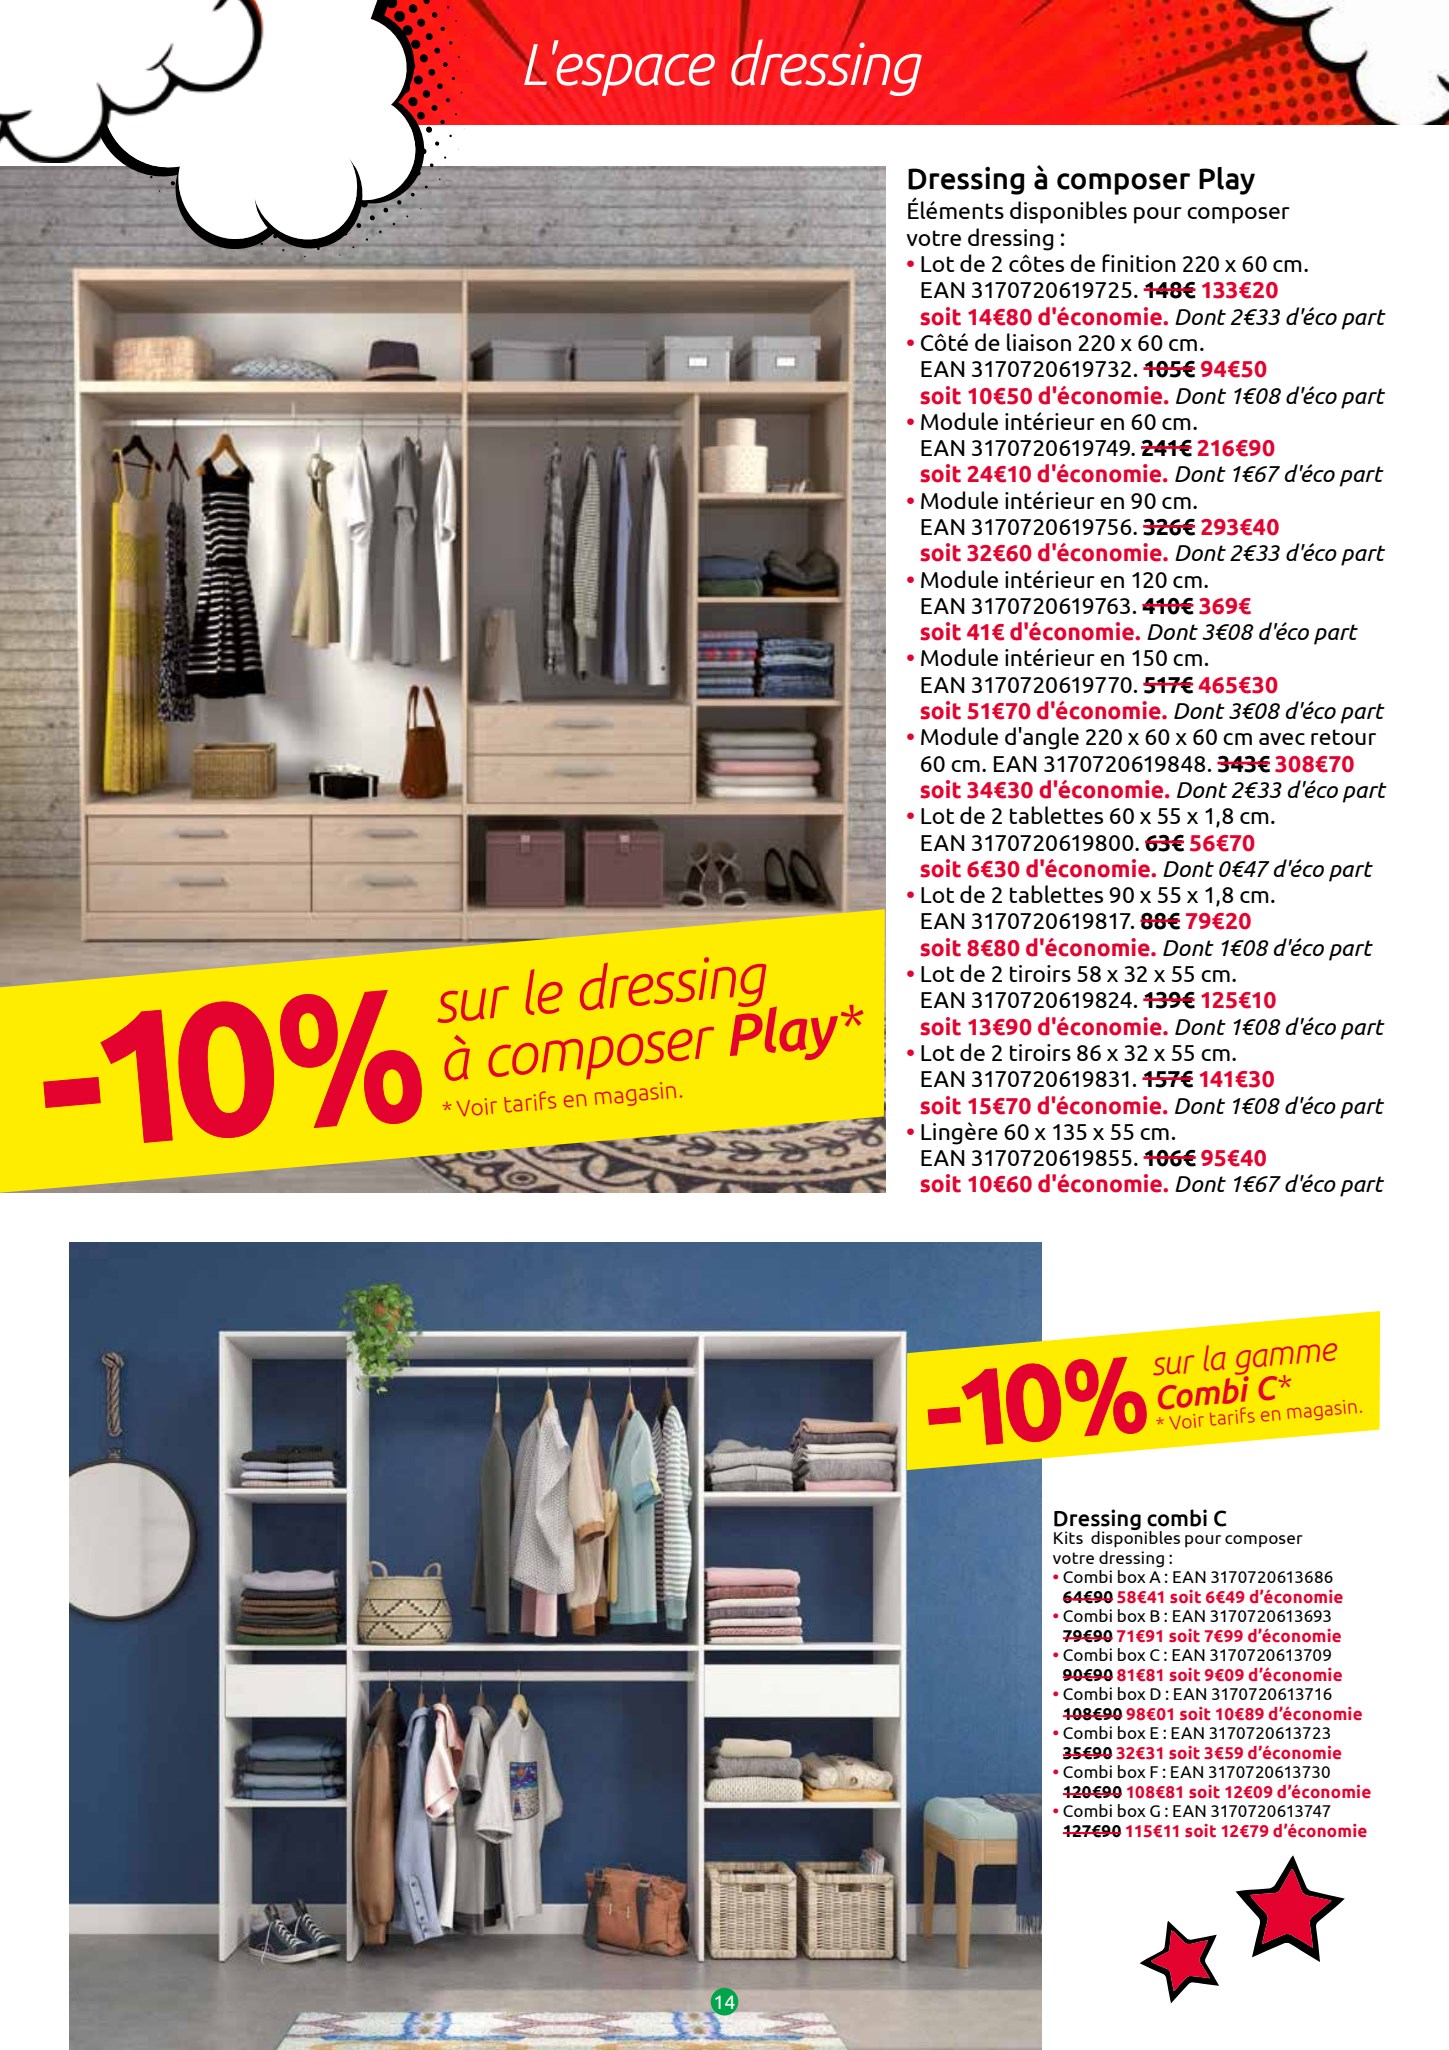 L'espace dressing
Dressing à composer Play
Éléments disponibles pour composer
votre dressing :
• Lot de 2 côtes de finition 220 x 60 cm.
EAN 3170720619725. 148€ 133€20
soit 14€80 d'économie. Dont 2€33 d'éco part
• Côté de liaison 220 x 60 cm.
EAN 3170720619732. 105€ 94€50
soit 10€50 d'économie. Dont 1€08 d'éco part
• Module intérieur en 60 cm.
EAN 3170720619749. 241€ 216€90
soit 24€10 d'économie. Dont 1€67 d'éco part
• Module intérieur en 90 cm.
EAN 3170720619756. 326€ 293€40
soit 32€60 d'économie. Dont 2€33 d'éco part
• Module intérieur en 120 cm.
EAN 3170720619763. 410€ 369€
soit 41€ d'économie. Dont 3€08 d'éco part
• Module intérieur en 150 cm.
EAN 3170720619770. 517€ 465€30
soit 51€70 d'économie. Dont 3€08 d'éco part
• Module d'angle 220 x 60 x 60 cm avec retour
60 cm. EAN 3170720619848. 343€ 308€70
soit 34€30 d'économie. Dont 2€33 d'éco part
• Lot de 2 tablettes 60 x 55 x 1,8 cm.
EAN 3170720619800. 63€ 56€70
soit 6€30 d'économie. Dont 0€47 d'éco part
• Lot de 2 tablettes 90 x 55 x 1,8 cm.
EAN 3170720619817. 88€ 79€20
soit 8€80 d'économie. Dont 1€08 d'éco part
• Lot de 2 tiroirs 58 x 32 x 55 cm.
EAN 3170720619824. 139€ 125€10
soit 13€90 d'économie. Dont 1€08 d'éco part
• Lot de 2 tiroirs 86 x 32 x 55 cm.
EAN 3170720619831. 157€ 141€30
soit 15€70 d'économie. Dont 1€08 d'éco part
• Lingère 60 x 135 x 55 cm.
EAN 3170720619855. 106€ 95€40
soit 10€60 d'économie. Dont 1€67 d'éco part
-10% sur le dressing
à composer Play*
* Voir tarifs en magasin.
-10% sur la gamme
Combi C*
* Voir tarifs en magasin.
Dressing combi C
Kits disponibles pour composer
votre dressing :
• Combi box A : EAN 3170720613686
64€90 58€41 soit 6€49 d’économie
• Combi box B : EAN 3170720613693
79€90 71€91 soit 7€99 d’économie
• Combi box C : EAN 3170720613709
90€90 81€81 soit 9€09 d’économie
• Combi box D : EAN 3170720613716
108€90 98€01 soit 10€89 d’économie
• Combi box E : EAN 3170720613723
35€90 32€31 soit 3€59 d’économie
• Combi box F : EAN 3170720613730
120€90 108€81 soit 12€09 d’économie
• Combi box G : EAN 3170720613747
127€90 115€11 soit 12€79 d’économie
14